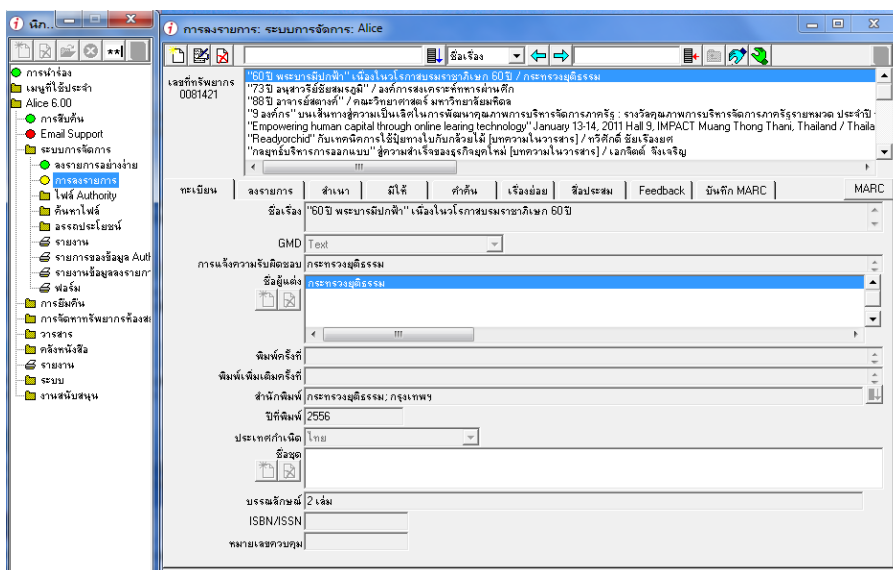 นัก..
การนำร่อง
เมนูที่ใช้ประจำ
Alice 6.00
การสืบค้น
Email Support
ระบบการจัดการ
ลงรายการอย่างง่าย
การลงรายการ
ไฟล์ Authority
ค้นหาไฟล์
อรรถประโยชน์
รายงาน
รายการของข้อมูล Auth
รายงานข้อมูลลงรายกา
ฟอร์ม
การยืมคืน
การจัดหาทรัพยากรห้องส
วารสาร
คลังหนังสือ
รายงาน
ระบบ
งานสนับสนุน
การลงรายการ: ระบบการจัดการ: Alice
ชื่อเรื่อง
เลขที่ทรัพยากร
0081421
"60 ปี พระบารมีปกฟ้า" เนื่องในวโรกาสบรมราชาภิเษก 60 ปี / กระทรวงยุติธรรม
"73 ปี อนุสาวรีย์ชัยสมรภูมิ" / องค์การสงเคราะห์ทหารผ่านศึก
"88 ปี อาจารย์สตางค์" / คณะวิทยาศาสตร์ มหาวิทยาลัยมหิดล
"9 องค์กร" บนเส้นทางสู่ความเป็นเลิศในการพัฒนาคุณภาพการบริหารจัดการภาครัฐ : รางวัลคุณภาพการบริหารจัดการภาครัฐรายหมวด ประจำปี
"Empowering human capital through online learing technology" January 13-14, 2011 Hall 9, IMPACT Muang Thong Thani, Thailand / Thaila
"Readyorchid" กับเทคนิคการใช้ปุ๋ยทางใบกับกล้วยไม้ [บทความในวารสาร] / ทวีศักดิ์ ชัยเรืองยศ
"กลยุทธ์บริหารการออกแบบ" สู่ความสำเร็จของธุรกิจยุคใหม่ [บทความในวารสาร] / เอกจิตต์ จึงเจริญ
ทะเบียน ลงรายการ สำเนา มีให้ คำค้น เรื่องย่อย สื่อประสม Feedback บันทึก MARC MARC
ชื่อเรื่อง "60 ปี พระบารมีปกฟ้า" เนื่องในวโรกาสบรมราชาภิเษก 60 ปี
GMD Text
การแจ้งความรับผิดชอบ กระทรวงยุติธรรม
ชื่อผู้แต่ง กระทรวงยุติธรรม
พิมพ์ครั้งที่
พิมพ์เพิ่มเติมครั้งที่
สำนักพิมพ์ กระทรวงยุติธรรม; กรุงเทพฯ
ปีที่พิมพ์ 2556
ประเทศกำเนิด ไทย
ชื่อชุด
บรรณลักษณ์ 2 เล่ม
ISBN/ISSN
หมายเลขควบคุม